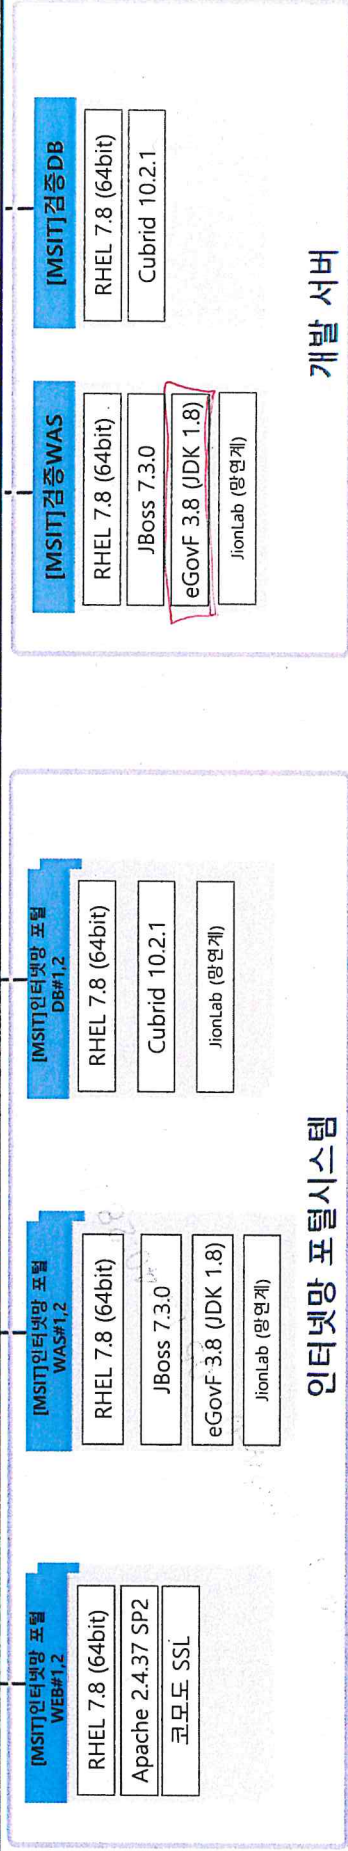 [MSIT]인터넷망 포털
WEB#1,2
RHEL 7.8 (64bit)
Apache 2.4.37 SP2
코모도 SSL
[MSIT]인터넷망 포털
WAS#1,2
RHEL 7.8 (64bit)
JBoss 7.3.0
eGovF 3.8 (JDK 1.8)
JionLab (망연계)
[MSIT]인터넷망 포털
DB#1,2
RHEL 7.8 (64bit)
Cubrid 10.2.1
JionLab (망연계)
인터넷망 포털시스템
[MSIT]검증WAS
RHEL 7.8 (64bit)
JBoss 7.3.0
eGovF 3.8 (JDK 1.8)
JionLab (망연계)
[MSIT]검증DB
RHEL 7.8 (64bit)
Cubrid 10.2.1
개발 서버